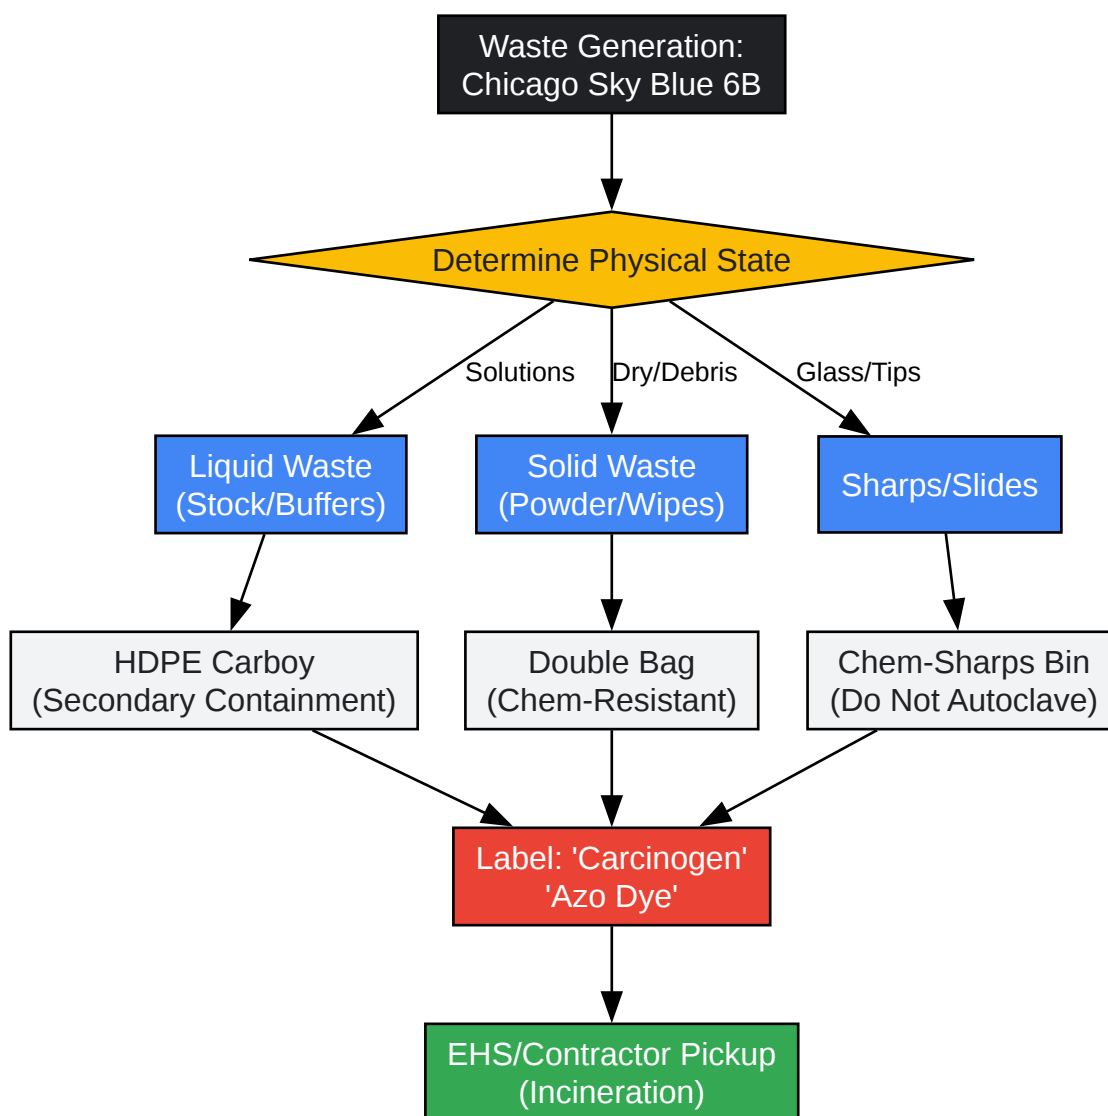 Waste Generation:
Chicago Sky Blue 6B
Determine Physical State
Solutions
Dry/Debris
Glass/Tips
Liquid Waste
(Stock/Buffers)
Solid Waste
(Powder/Wipes)
Sharps/Slides
HDPE Carboy
(Secondary Containment)
Double Bag
(Chem-Resistant)
Chem-Sharps Bin
(Do Not Autoclave)
Label: 'Carcinogen'
'Azo Dye'
EHS/Contractor Pickup
(Incineration)